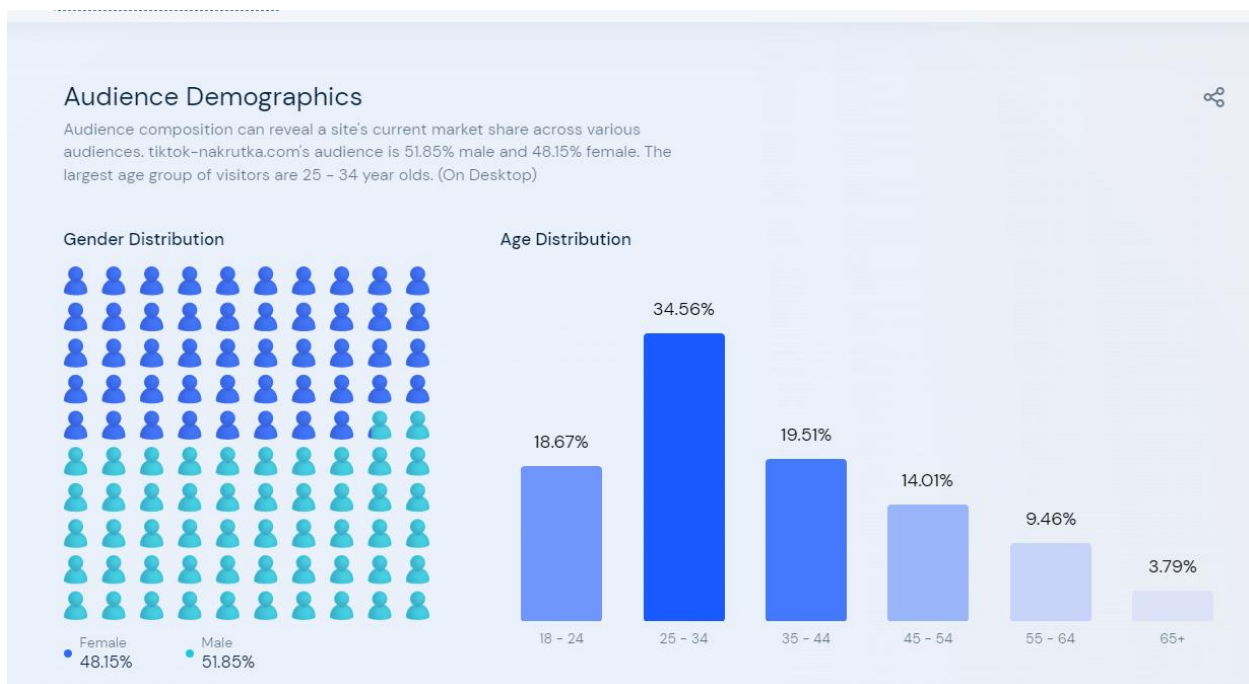 Audience Demographics
Audience composition can reveal a site's current market share across various
audiences. tiktok-nakrutka.com's audience is 51.85% male and 48.15% female. The
largest age group of visitors are 25 - 34 year olds. (On Desktop)
Gender Distribution
Female
48.15%
Male
51.85%
Age Distribution
34.56%
18.67%
19.51%
14.01%
9.46%
3.79%
18 - 24
25 - 34
35 - 44
45 - 54
55 - 64
65+